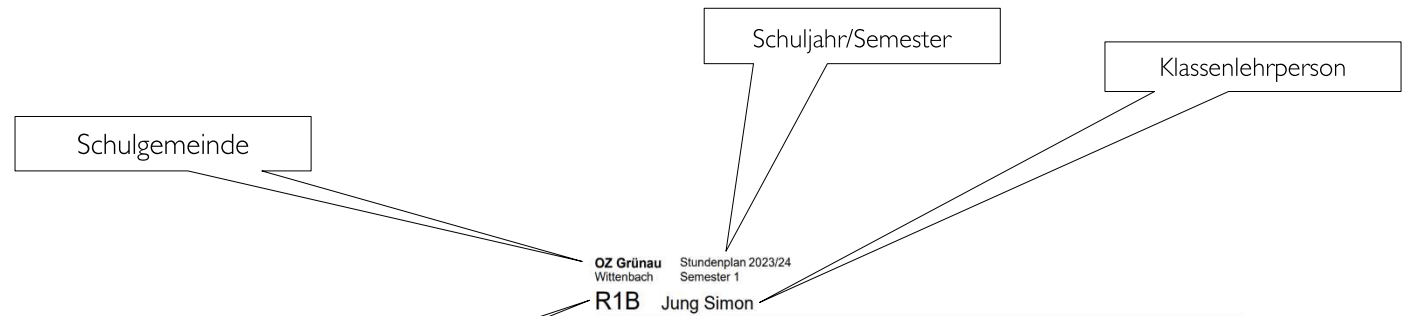 Schuljahr/Semester
Klassenlehrperson
Schulgemeinde
OZ Grünau Stundenplan 2023/24
Wittenbach Semester 1
R1B Jung Simon